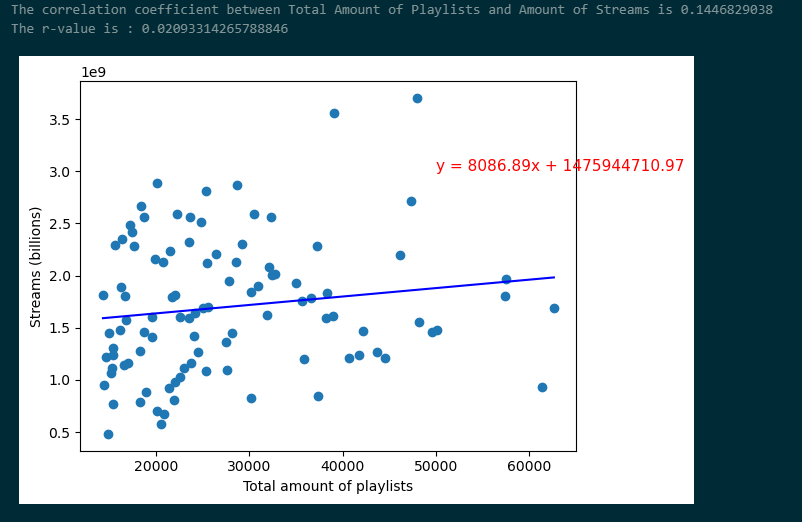 The correlation coefficient between Total Amount of Playlists and Amount of Streams is 0.1446829038
The r-value is : 0.02093314265788846
1e9
3.5
y = 8086.89x + 1475944710.97
3.0
2.5
Streams (billions)
2.0
1.5
1.0
0.5
20000 30000 40000 50000 60000
Total amount of playlists